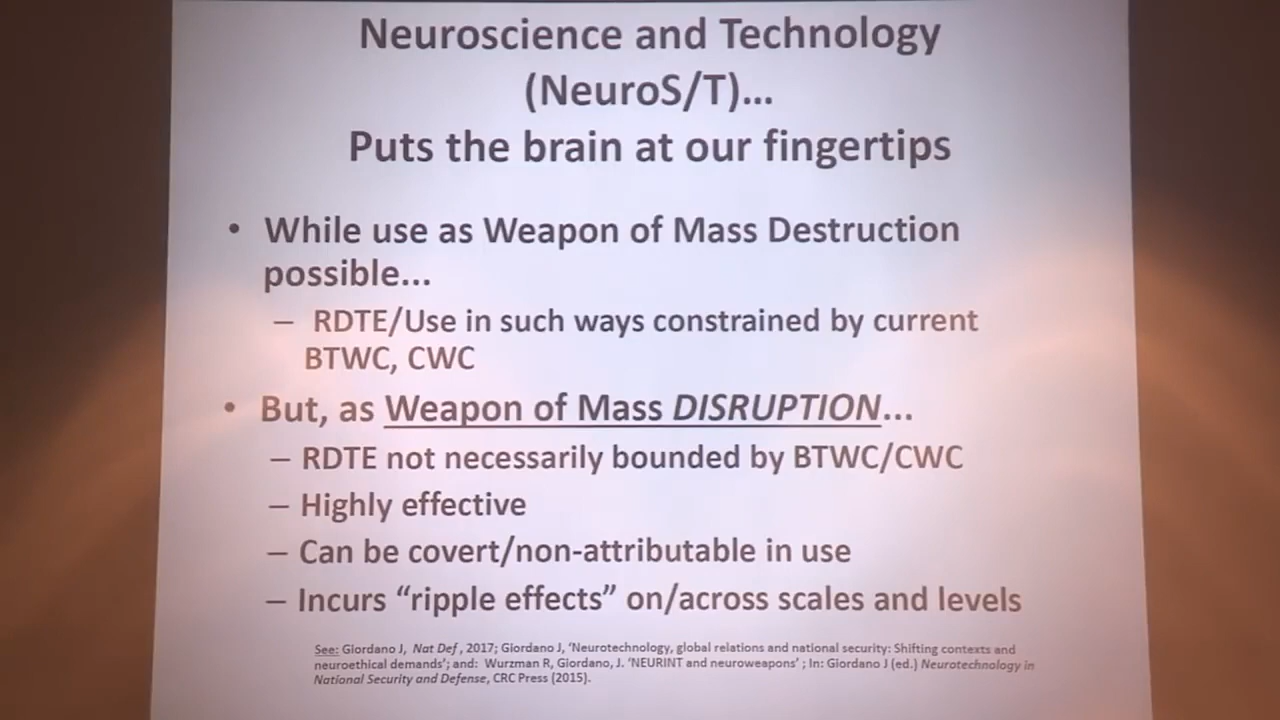 Neuroscience and Technology
(NeuroS/T)...
Puts the brain at our fingertips
• While use as Weapon of Mass Destruction
possible...
– RDTE/Use in such ways constrained by current
BTWC, CWC
• But, as Weapon of Mass DISRUPTION...
– RDTE not necessarily bounded by BTWC/CWC
– Highly effective
– Can be covert/non-attributable in use
– Incurs “ripple effects” on/across scales and levels
See: Giordano J, Nat Def, 2017; Giordano J, ‘Neurotechnology, global relations and national security: Shifting contexts and
neuroethical demands’; and: Wurzman R, Giordano, J. ‘NEURINT and neuroweapons’ ; In: Giordano J (ed.) Neurotechnology in
National Security and Defense, CRC Press (2015).